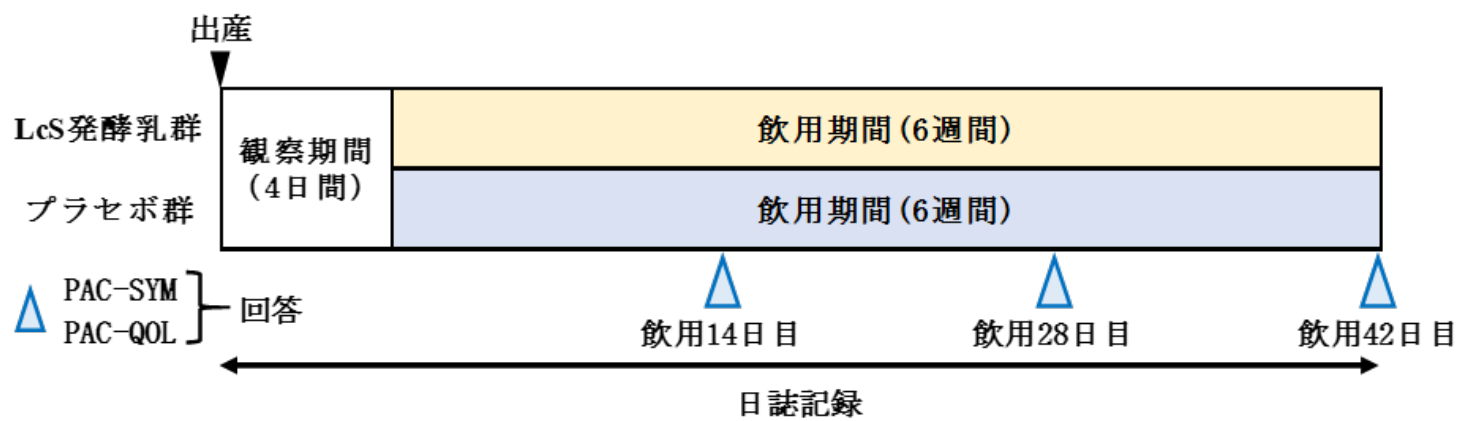 出産
LcS発酵乳群
観察期間
(4日間)
飲用期間(6週間)
プラセボ群
飲用期間(6週間)
PAC-SYM
PAC-QOL
回答
飲用14日目
飲用28日目
飲用42日目
日誌記録